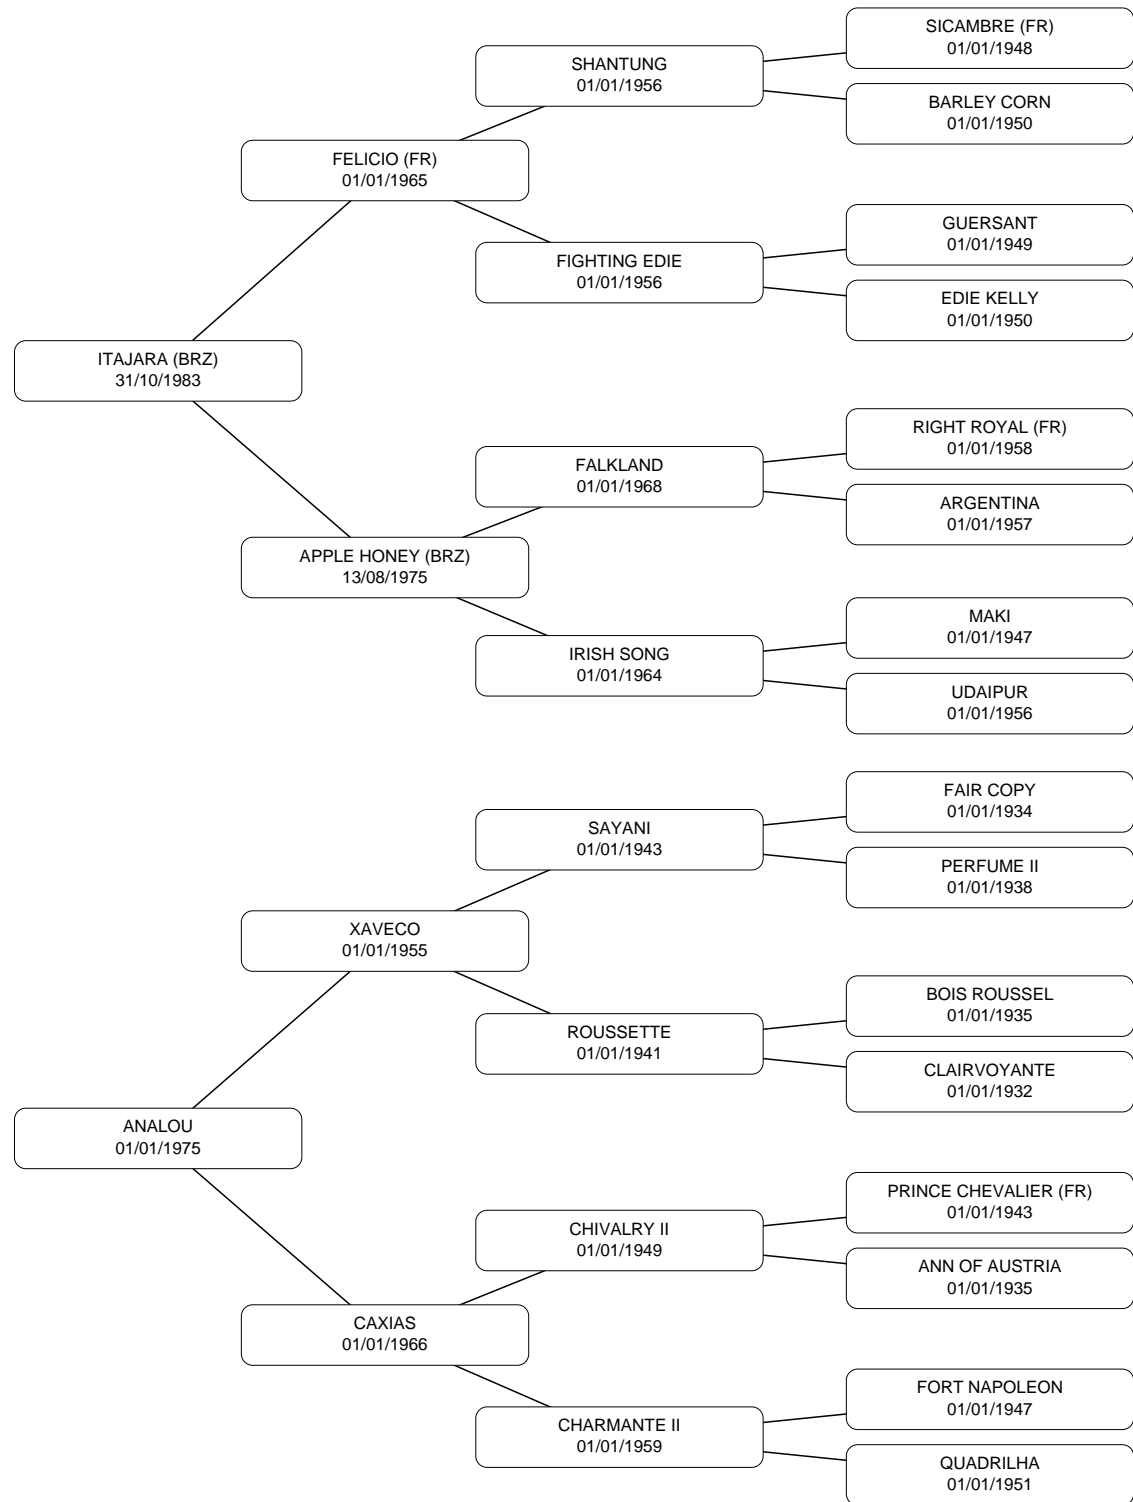 SICAMBRE (FR)
01/01/1948
SHANTUNG
01/01/1956
BARLEY CORN
01/01/1950
FELICIO (FR)
01/01/1965
GUERSANT
01/01/1949
FIGHTING EDIE
01/01/1956
EDIE KELLY
01/01/1950
ITAJARA (BRZ)
31/10/1983
RIGHT ROYAL (FR)
01/01/1958
FALKLAND
01/01/1968
ARGENTINA
01/01/1957
APPLE HONEY (BRZ)
13/08/1975
MAKI
01/01/1947
IRISH SONG
01/01/1964
UDAIPUR
01/01/1956
FAIR COPY
01/01/1934
SAYANI
01/01/1943
PERFUME II
01/01/1938
XAVECO
01/01/1955
BOIS ROUSSEL
01/01/1935
ROUSSETTE
01/01/1941
CLAIRVOYANTE
01/01/1932
ANALOU
01/01/1975
PRINCE CHEVALIER (FR)
01/01/1943
CHIVALRY II
01/01/1949
ANN OF AUSTRIA
01/01/1935
CAXIAS
01/01/1966
FORT NAPOLEON
01/01/1947
CHARMANTE II
01/01/1959
QUADRILHA
01/01/1951